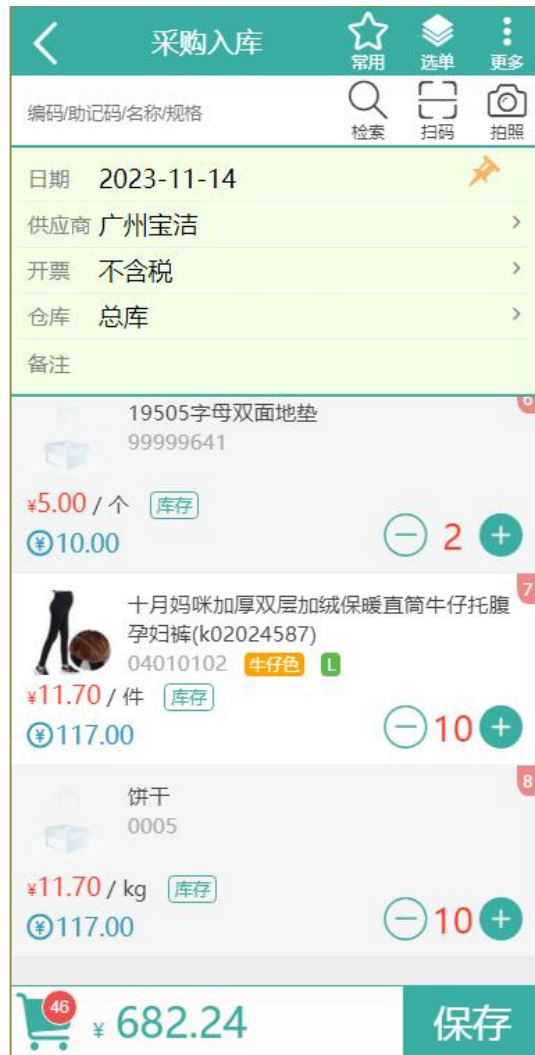 采购入库
常用
选单
更多
编码/助记码/名称/规格
检索
扫码
拍照
日期 2023-11-14
供应商 广州宝洁
开票 不含税
仓库 总库
备注
6
19505字母双面地垫
99999641
¥5.00 / 个 库存
¥10.00
2
7
十月妈咪加厚双层加绒保暖直筒牛仔托腹
孕妇裤(k02024587)
04010102 牛仔色 L
¥11.70 / 件 库存
¥117.00
10
8
饼干
0005
¥11.70 / kg 库存
¥117.00
10
46
¥ 682.24
保存